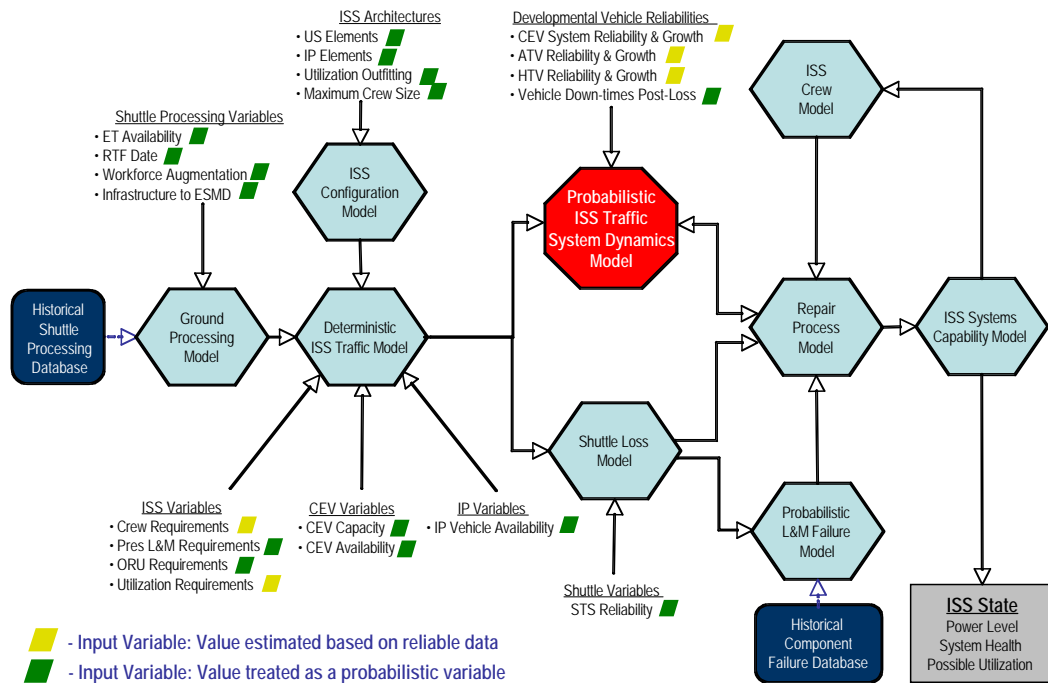 ISS Architectures
• US Elements
• IP Elements
• Utilization Outfitting
• Maximum Crew Size
Developmental Vehicle Reliabilities
• CEV System Reliability & Growth
• ATV Reliability & Growth
• HTV Reliability & Growth
• Vehicle Down-times Post-Loss
Shuttle Processing Variables
• ET Availability
• RTF Date
• Workforce Augmentation
• Infrastructure to ESMD
ISS
Crew
Model
ISS
Configuration
Model
Probabilistic
ISS Traffic
System Dynamics
Model
Historical
Shuttle
Processing
Database
Ground
Processing
Model
Deterministic
ISS Traffic Model
Repair
Process
Model
ISS Systems
Capability Model
Shuttle Loss
Model
Probabilistic
L&M Failure
Model
ISS Variables
• Crew Requirements
• Pres L&M Requirements
• ORU Requirements
• Utilization Requirements
CEV Variables
• CEV Capacity
• CEV Availability
IP Variables
• IP Vehicle Availability
Shuttle Variables
STS Reliability
Historical
Component
Failure Database
ISS State
Power Level
System Health
Possible Utilization
- Input Variable: Value estimated based on reliable data
- Input Variable: Value treated as a probabilistic variable